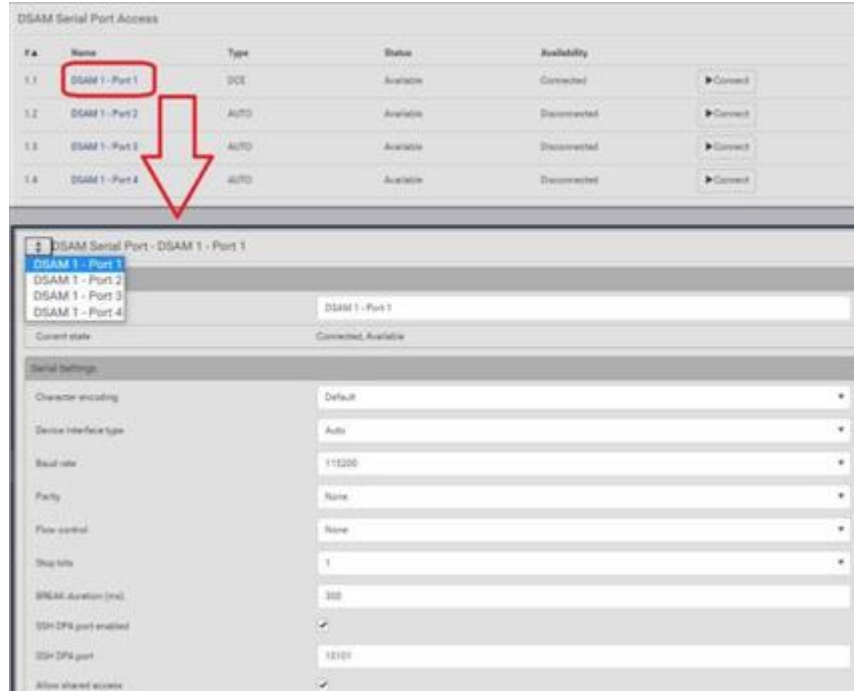 DSAM Serial Port Access
#▲ Name Type Status Availability
1.1 DSAM 1 - Port 1 DCE Available Connected ▶Connect
1.2 DSAM 1 - Port 2 AUTO Available Disconnected ▶Connect
1.3 DSAM 1 - Port 3 AUTO Available Disconnected ▶Connect
1.4 DSAM 1 - Port 4 AUTO Available Disconnected ▶Connect
DSAM Serial Port - DSAM 1 - Port 1
DSAM 1 - Port 1
DSAM 1 - Port 2
DSAM 1 - Port 3
DSAM 1 - Port 4
DSAM 1 - Port 1
Current state Connected, Available
Serial Settings
Character encoding Default
Device interface type Auto
Baud rate 115200
Parity None
Flow control None
Stop bits 1
BREAK duration (ms) 300
SSH DPA port enabled
SSH DPA port 10101
Allow shared access